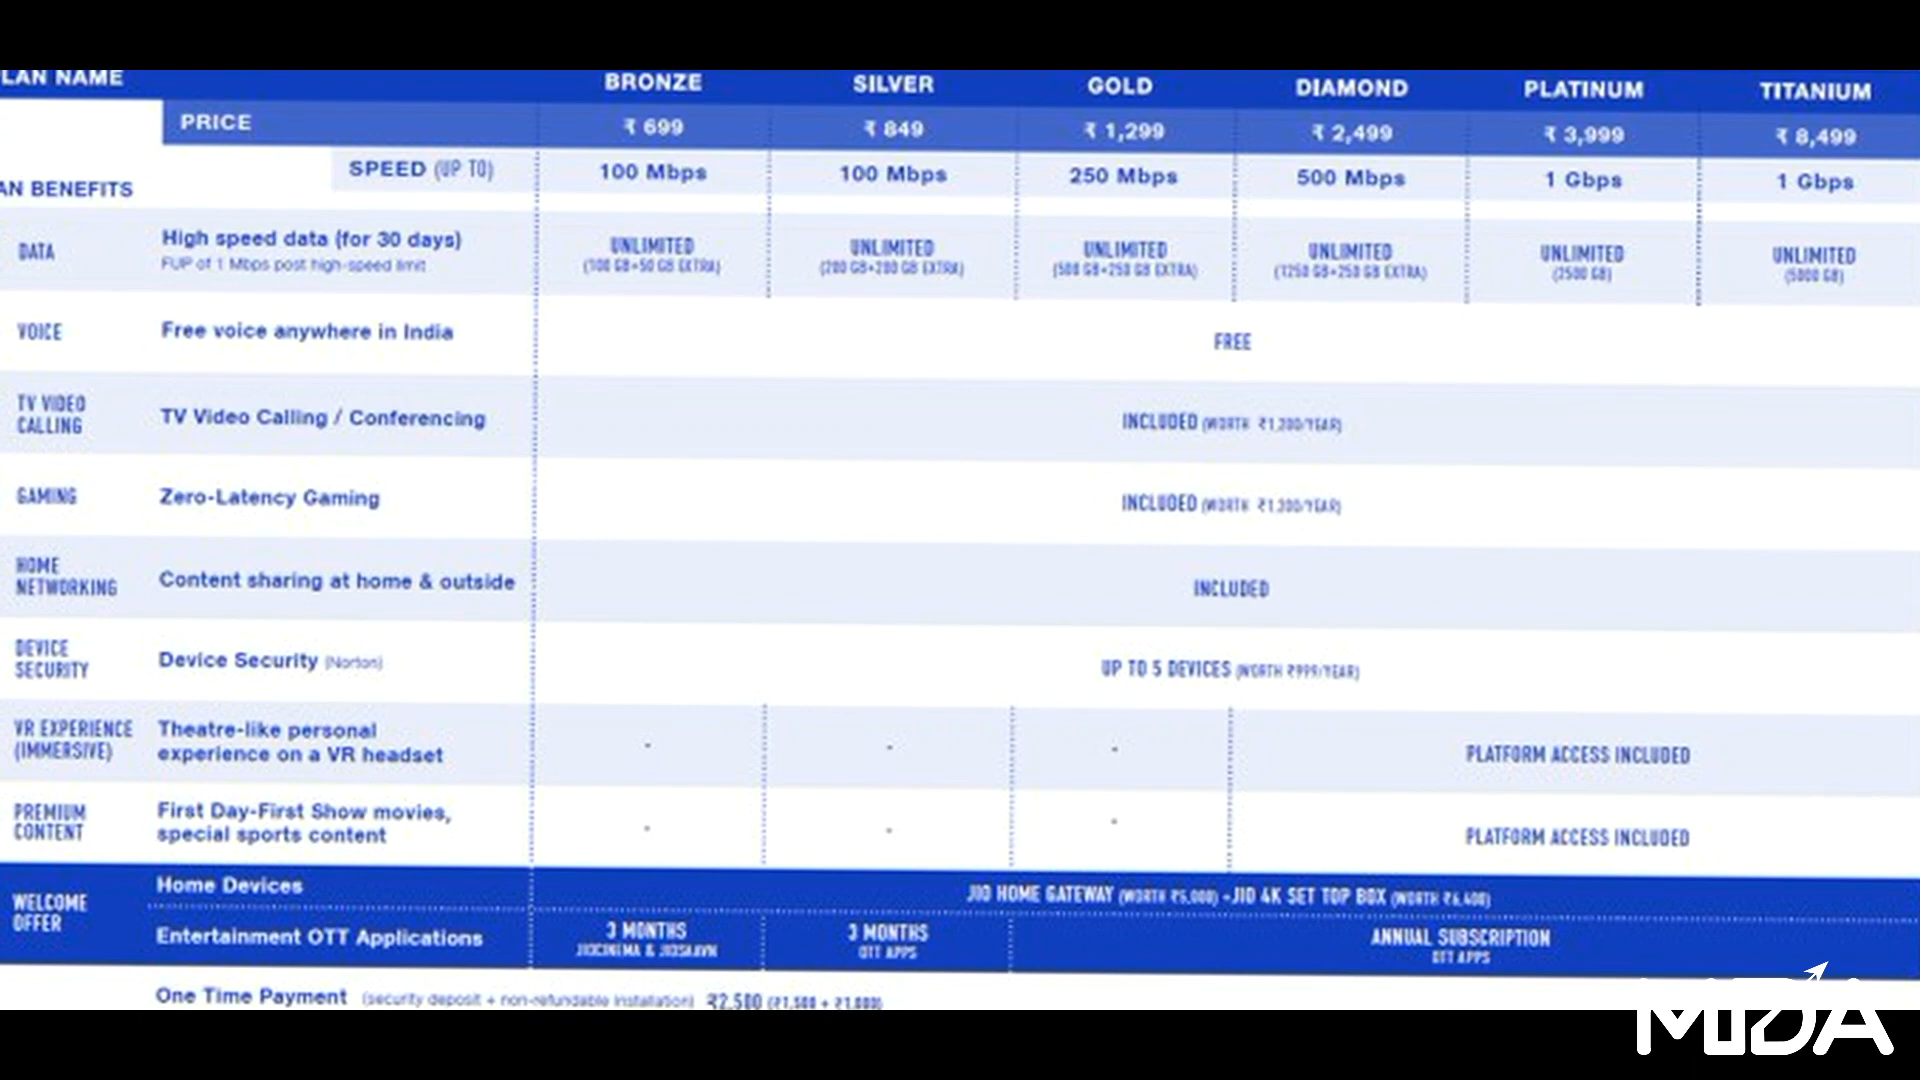 LAN NAME BRONZE SILVER GOLD DIAMOND PLATINUM TITANIUM
PRICE ₹ 699 ₹ 849 ₹ 1,299 ₹ 2,499 ₹ 3,999 ₹ 8,499
SPEED (UP TO) 100 Mbps 100 Mbps 250 Mbps 500 Mbps 1 Gbps 1 Gbps
AN BENEFITS
DATA High speed data (for 30 days) UNLIMITED UNLIMITED UNLIMITED UNLIMITED UNLIMITED UNLIMITED
FUP of 1 Mbps post high-speed limit (100 GB+50 GB EXTRA) (200 GB+200 GB EXTRA) (500 GB+250 GB EXTRA) (1250 GB+250 GB EXTRA) (2500 GB) (5000 GB)
VOICE Free voice anywhere in India FREE
TV VIDEO
CALLING TV Video Calling / Conferencing INCLUDED (WORTH ₹1,200/YEAR)
GAMING Zero-Latency Gaming INCLUDED (WORTH ₹1,200/YEAR)
HOME
NETWORKING Content sharing at home & outside INCLUDED
DEVICE
SECURITY Device Security (Norton) UP TO 5 DEVICES (WORTH ₹999/YEAR)
VR EXPERIENCE Theatre-like personal
(IMMERSIVE) experience on a VR headset - - - PLATFORM ACCESS INCLUDED
PREMIUM First Day-First Show movies,
CONTENT special sports content - - - PLATFORM ACCESS INCLUDED
WELCOME
OFFER
Home Devices JIO HOME GATEWAY (WORTH ₹5,000) + JIO 4K SET TOP BOX (WORTH ₹6,400)
Entertainment OTT Applications 3 MONTHS 3 MONTHS ANNUAL SUBSCRIPTION
JIOCINEMA & JIOSAAVN OTT APPS OTT APPS
One Time Payment (security deposit + non-refundable installation) ₹2,500 (₹1,500 + ₹1,000)
MDA